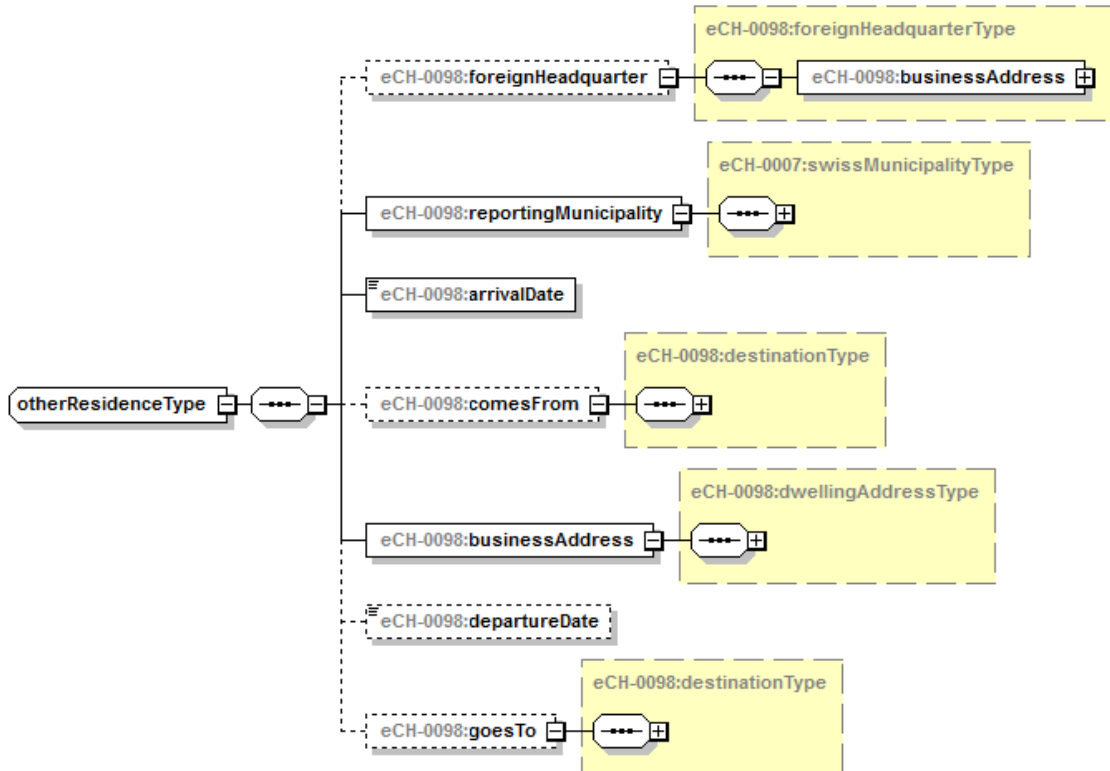 eCH-0098:foreignHeadquarterType
eCH-0098:foreignHeadquarter
eCH-0098:businessAddress
eCH-0007:swissMunicipalityType
eCH-0098:reportingMunicipality
eCH-0098:arrivalDate
eCH-0098:destinationType
otherResidenceType
eCH-0098:comesFrom
eCH-0098:dwellingAddressType
eCH-0098:businessAddress
eCH-0098:departureDate
eCH-0098:destinationType
eCH-0098:goesTo